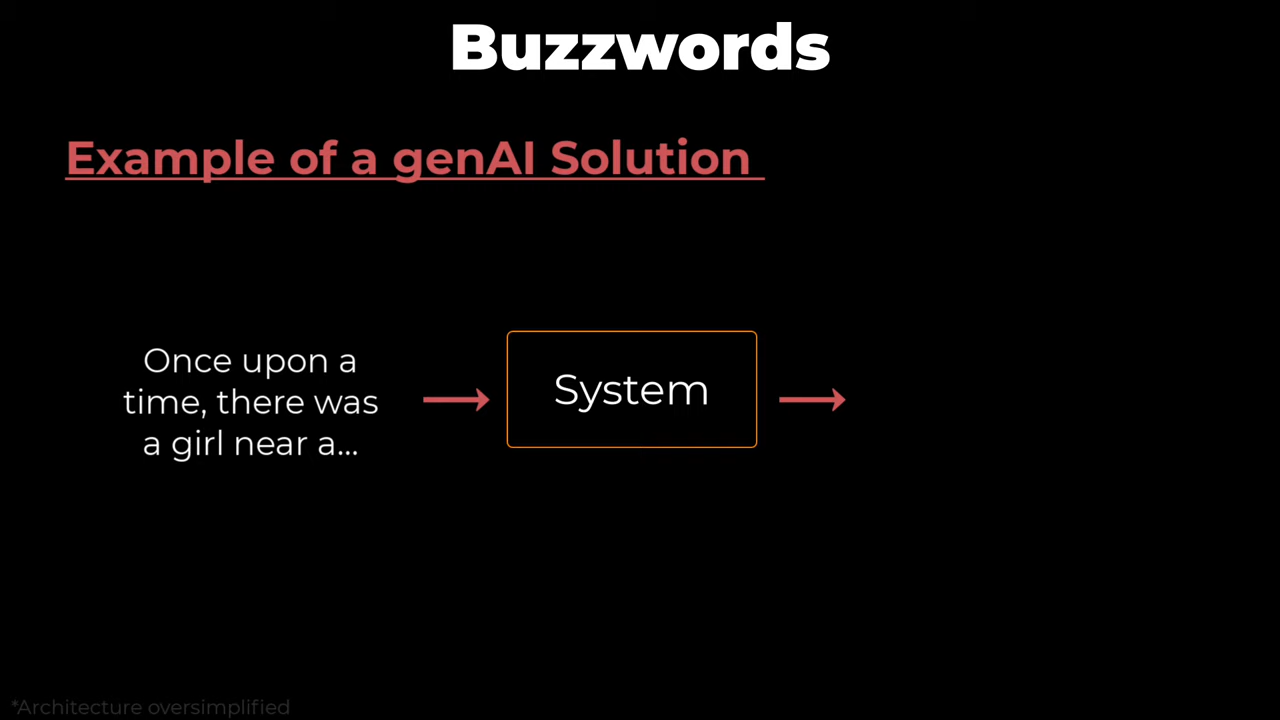 Buzzwords
Example of a genAI Solution
Once upon a
time, there was
a girl near a...
System
*Architecture oversimplified